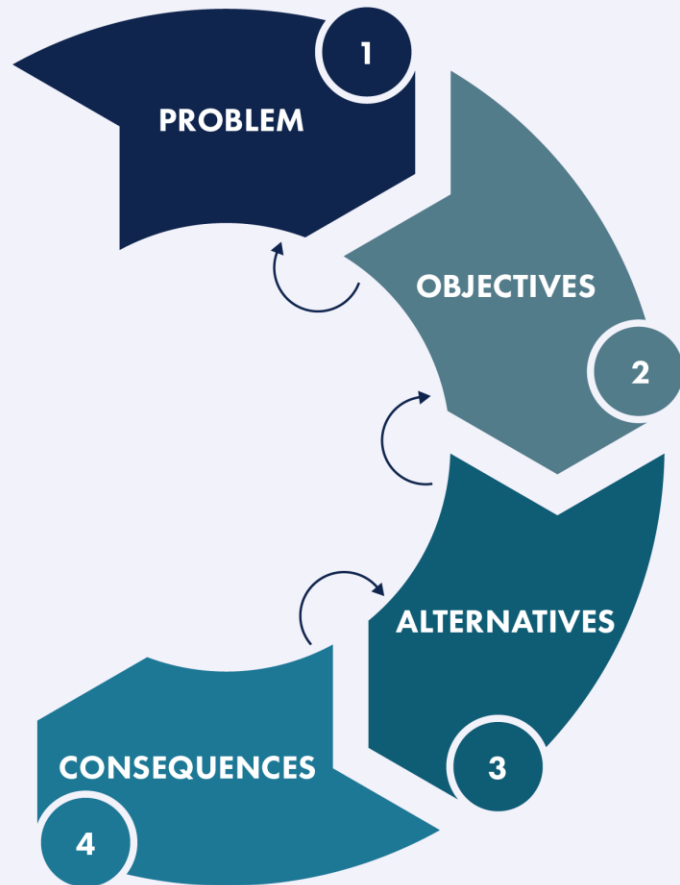 1
PROBLEM
OBJECTIVES
2
ALTERNATIVES
3
CONSEQUENCES
4